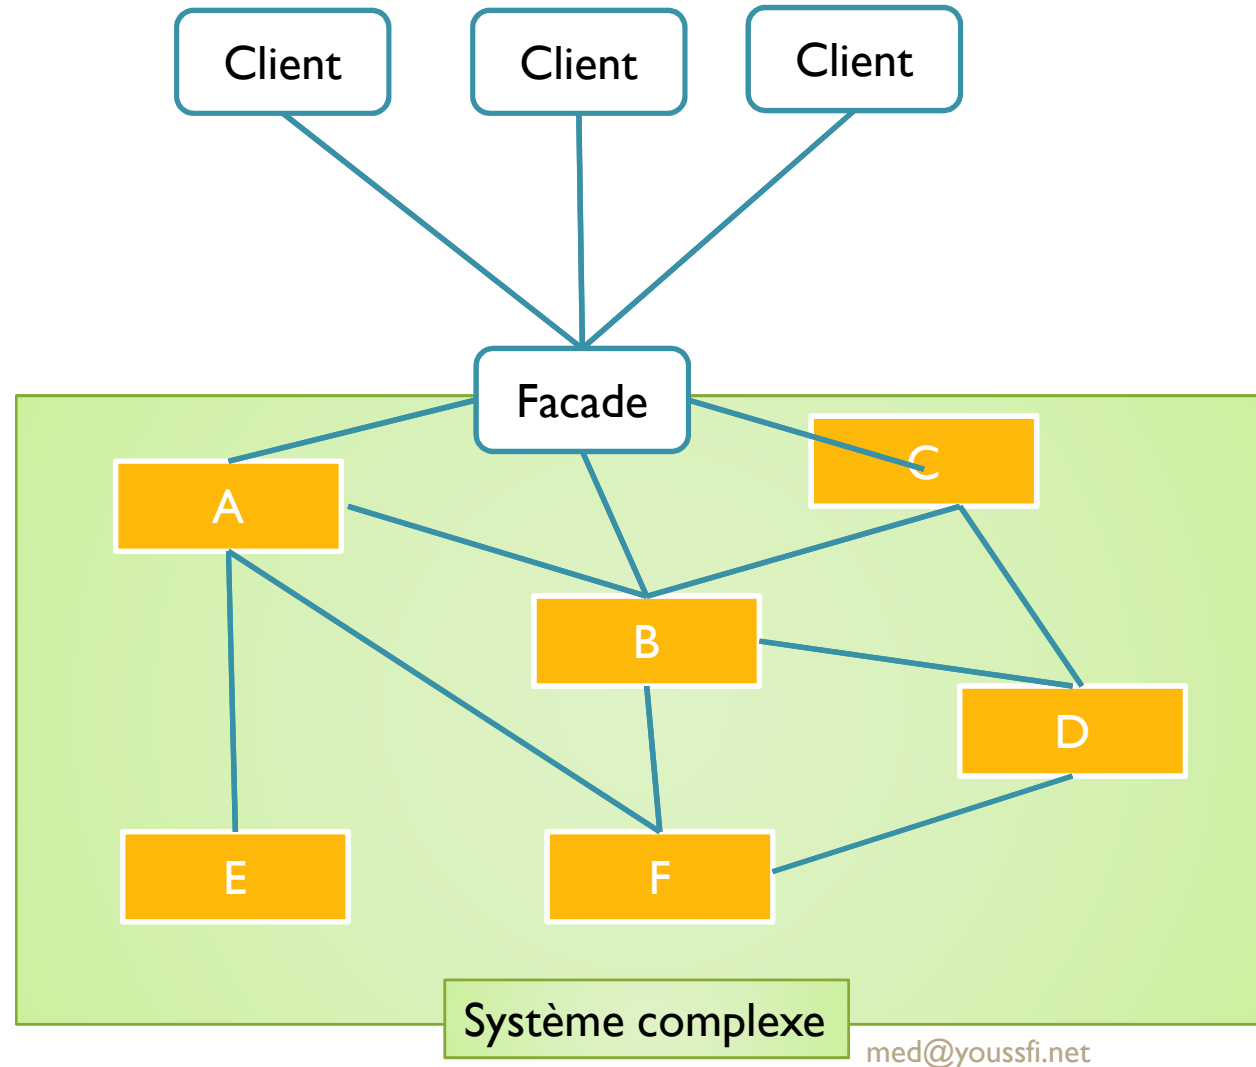 Client
Client
Client
Facade
C
A
B
D
E
F
Système complexe
med@youssfi.net